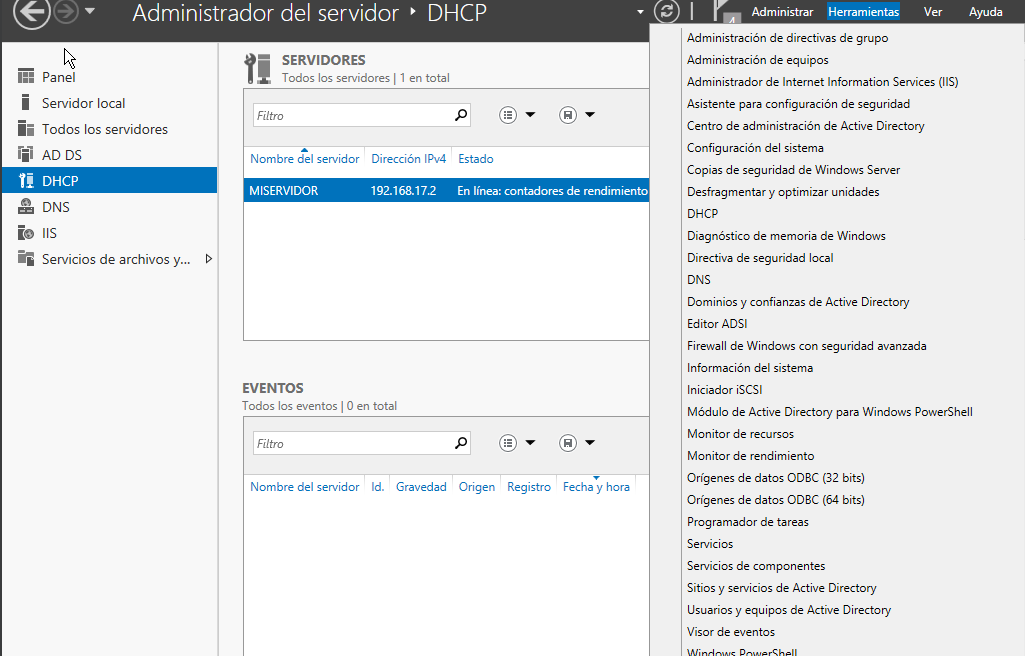 Administrador del servidor ‣ DHCP
4
Administrar Herramientas Ver Ayuda
Panel
Servidor local
Todos los servidores
AD DS
DHCP
DNS
IIS
Servicios de archivos y...
SERVIDORES
Todos los servidores | 1 en total
Filtro
Nombre del servidor Dirección IPv4 Estado
MISERVIDOR 192.168.17.2 En línea: contadores de rendimiento
EVENTOS
Todos los eventos | 0 en total
Filtro
Nombre del servidor Id. Gravedad Origen Registro Fecha y hora
Administración de directivas de grupo
Administración de equipos
Administrador de Internet Information Services (IIS)
Asistente para configuración de seguridad
Centro de administración de Active Directory
Configuración del sistema
Copias de seguridad de Windows Server
Desfragmentar y optimizar unidades
DHCP
Diagnóstico de memoria de Windows
Directiva de seguridad local
DNS
Dominios y confianzas de Active Directory
Editor ADSI
Firewall de Windows con seguridad avanzada
Información del sistema
Iniciador iSCSI
Módulo de Active Directory para Windows PowerShell
Monitor de recursos
Monitor de rendimiento
Orígenes de datos ODBC (32 bits)
Orígenes de datos ODBC (64 bits)
Programador de tareas
Servicios
Servicios de componentes
Sitios y servicios de Active Directory
Usuarios y equipos de Active Directory
Visor de eventos
Windows PowerShell